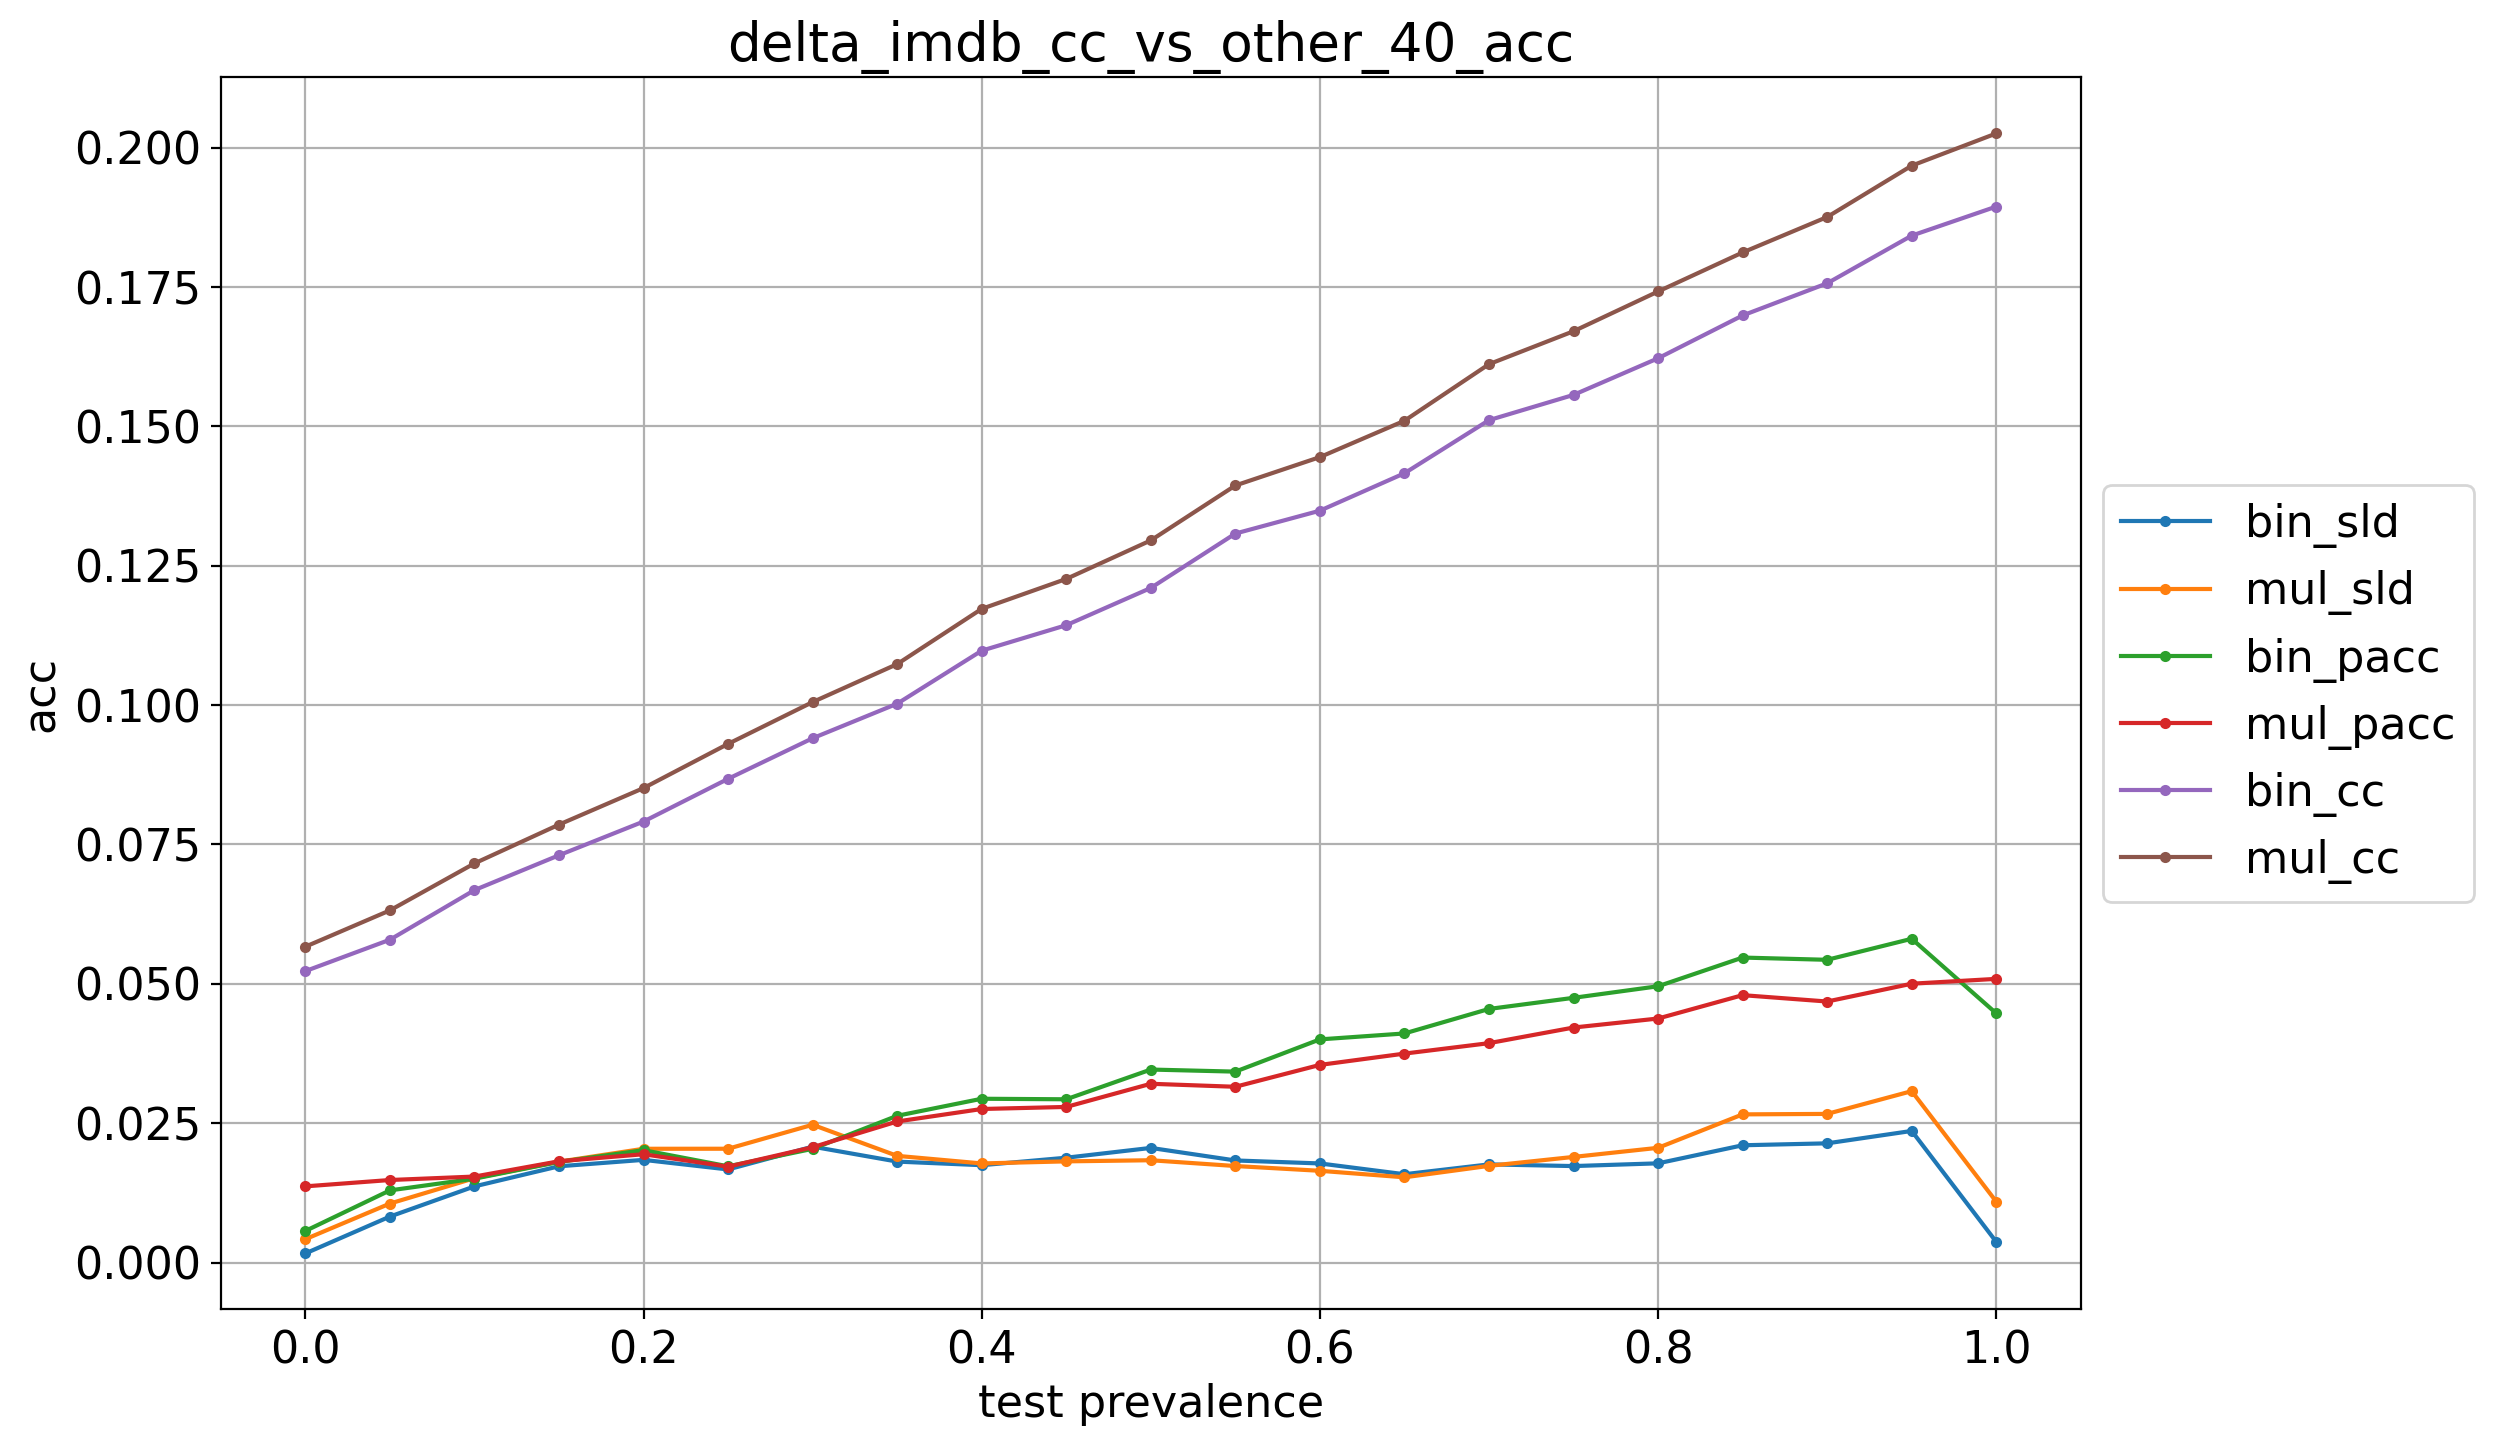 delta_imdb_cc_vs_other_40_acc
0.200
0.175
0.150
0.125
0.100
0.075
0.050
0.025
0.000
acc
0.0 0.2 0.4 0.6 0.8 1.0
test prevalence
bin_sld
mul_sld
bin_pacc
mul_pacc
bin_cc
mul_cc